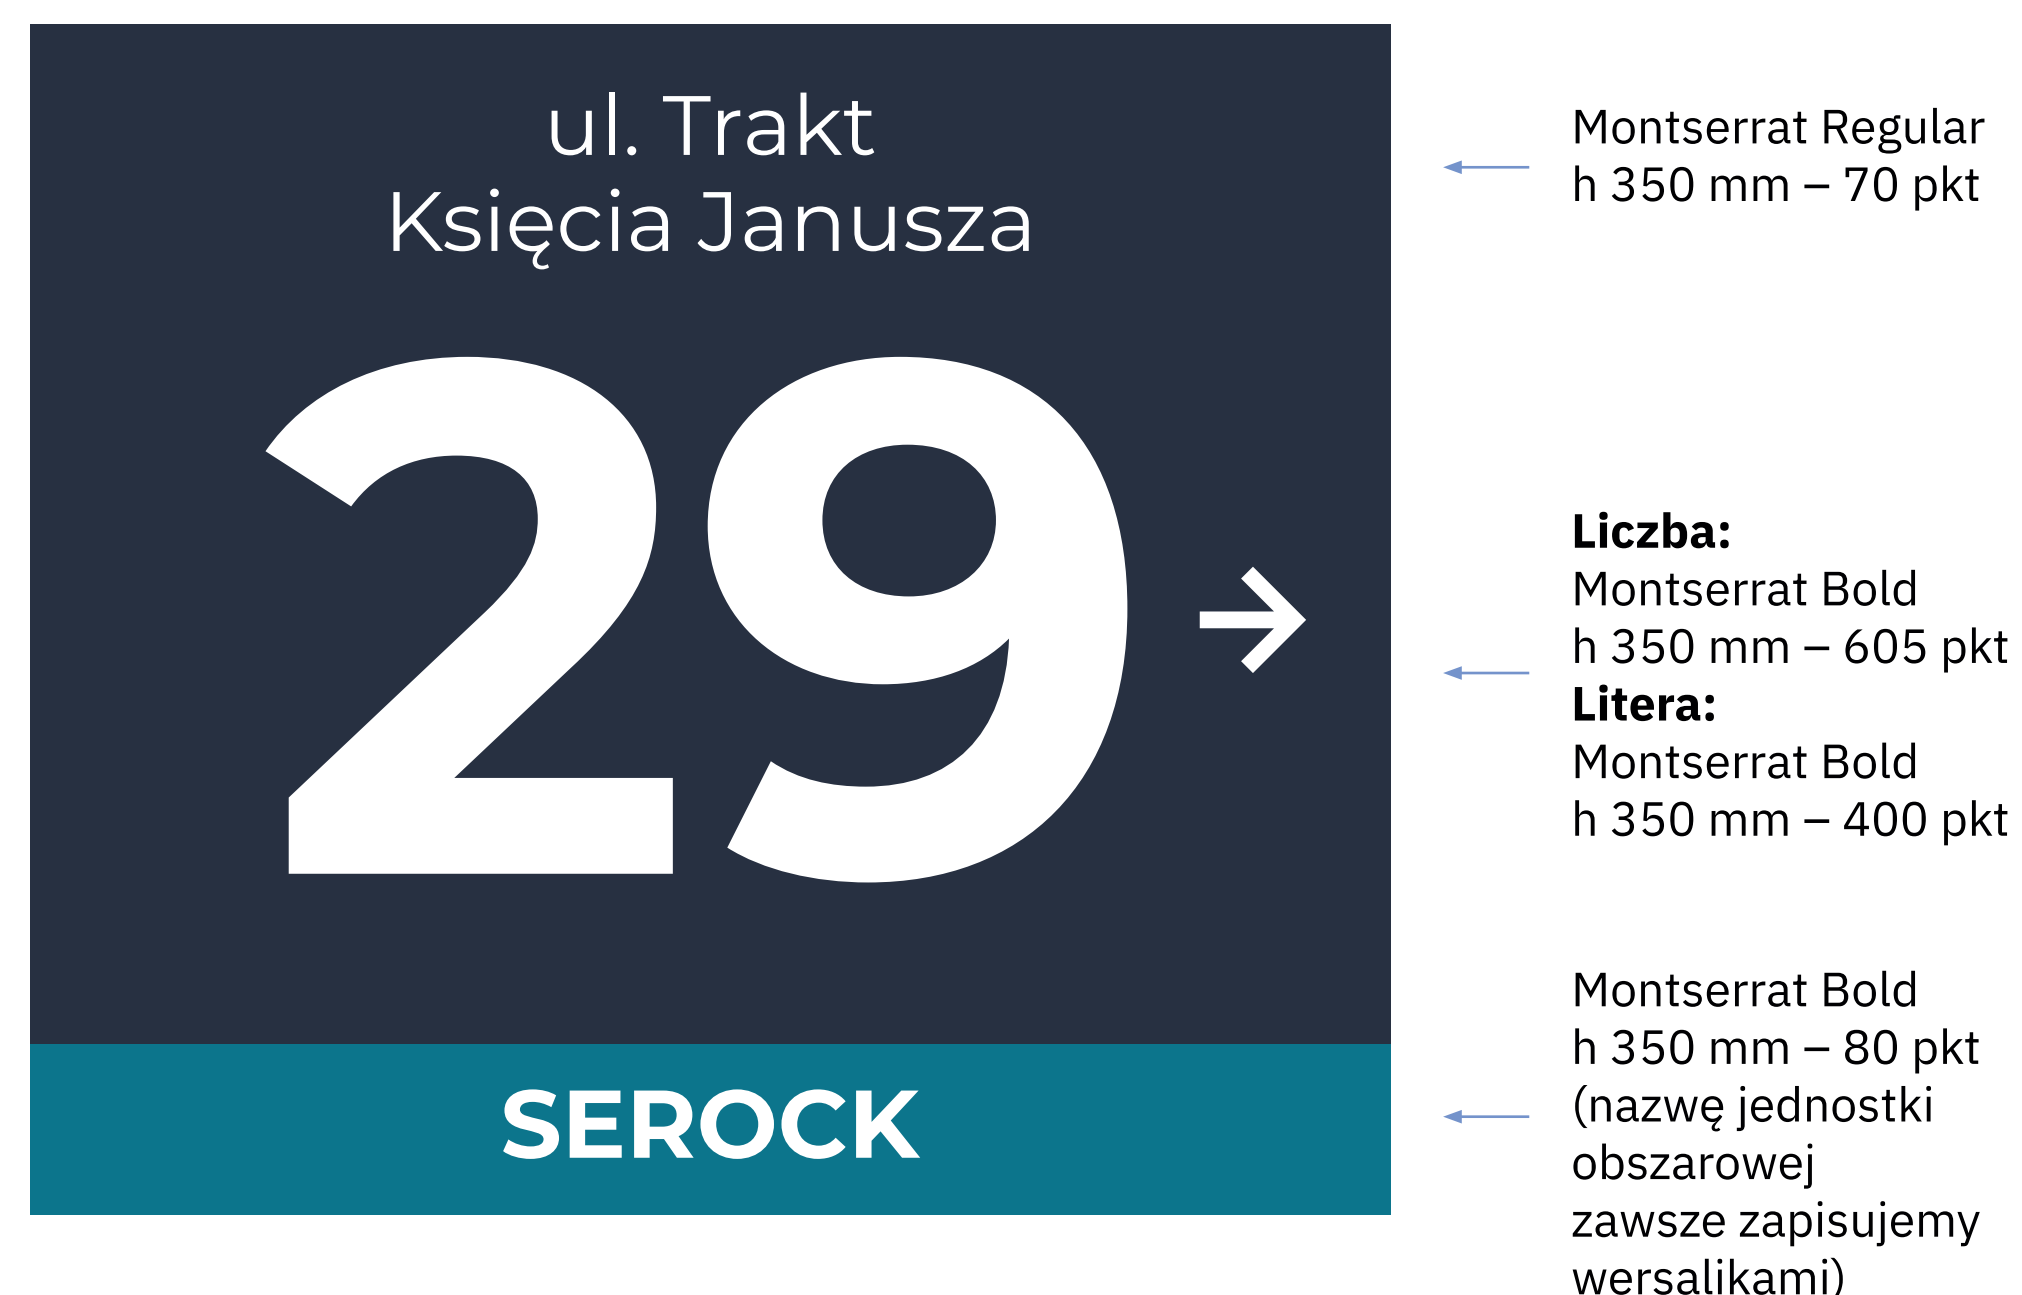 ul. Trakt
Księcia Janusza
29
SEROCK
Montserrat Regular
h 350 mm – 70 pkt
Liczba:
Montserrat Bold
h 350 mm – 605 pkt
Litera:
Montserrat Bold
h 350 mm – 400 pkt
Montserrat Bold
h 350 mm – 80 pkt
(nazwę jednostki
obszarowej
zawsze zapisujemy
wersalikami)